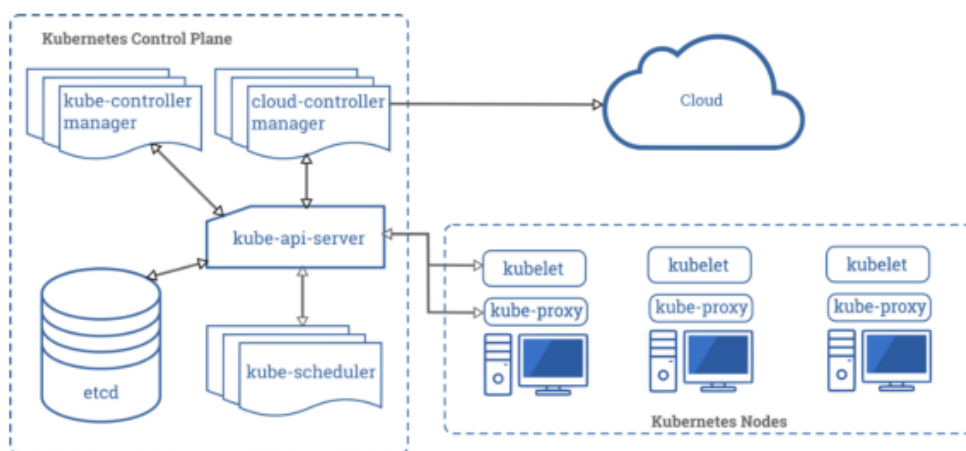 Kubernetes Control Plane
kube-controller
manager
cloud-controller
manager
Cloud
kube-api-server
etcd
kube-scheduler
kubelet
kubelet
kubelet
kube-proxy
kube-proxy
kube-proxy
Kubernetes Nodes